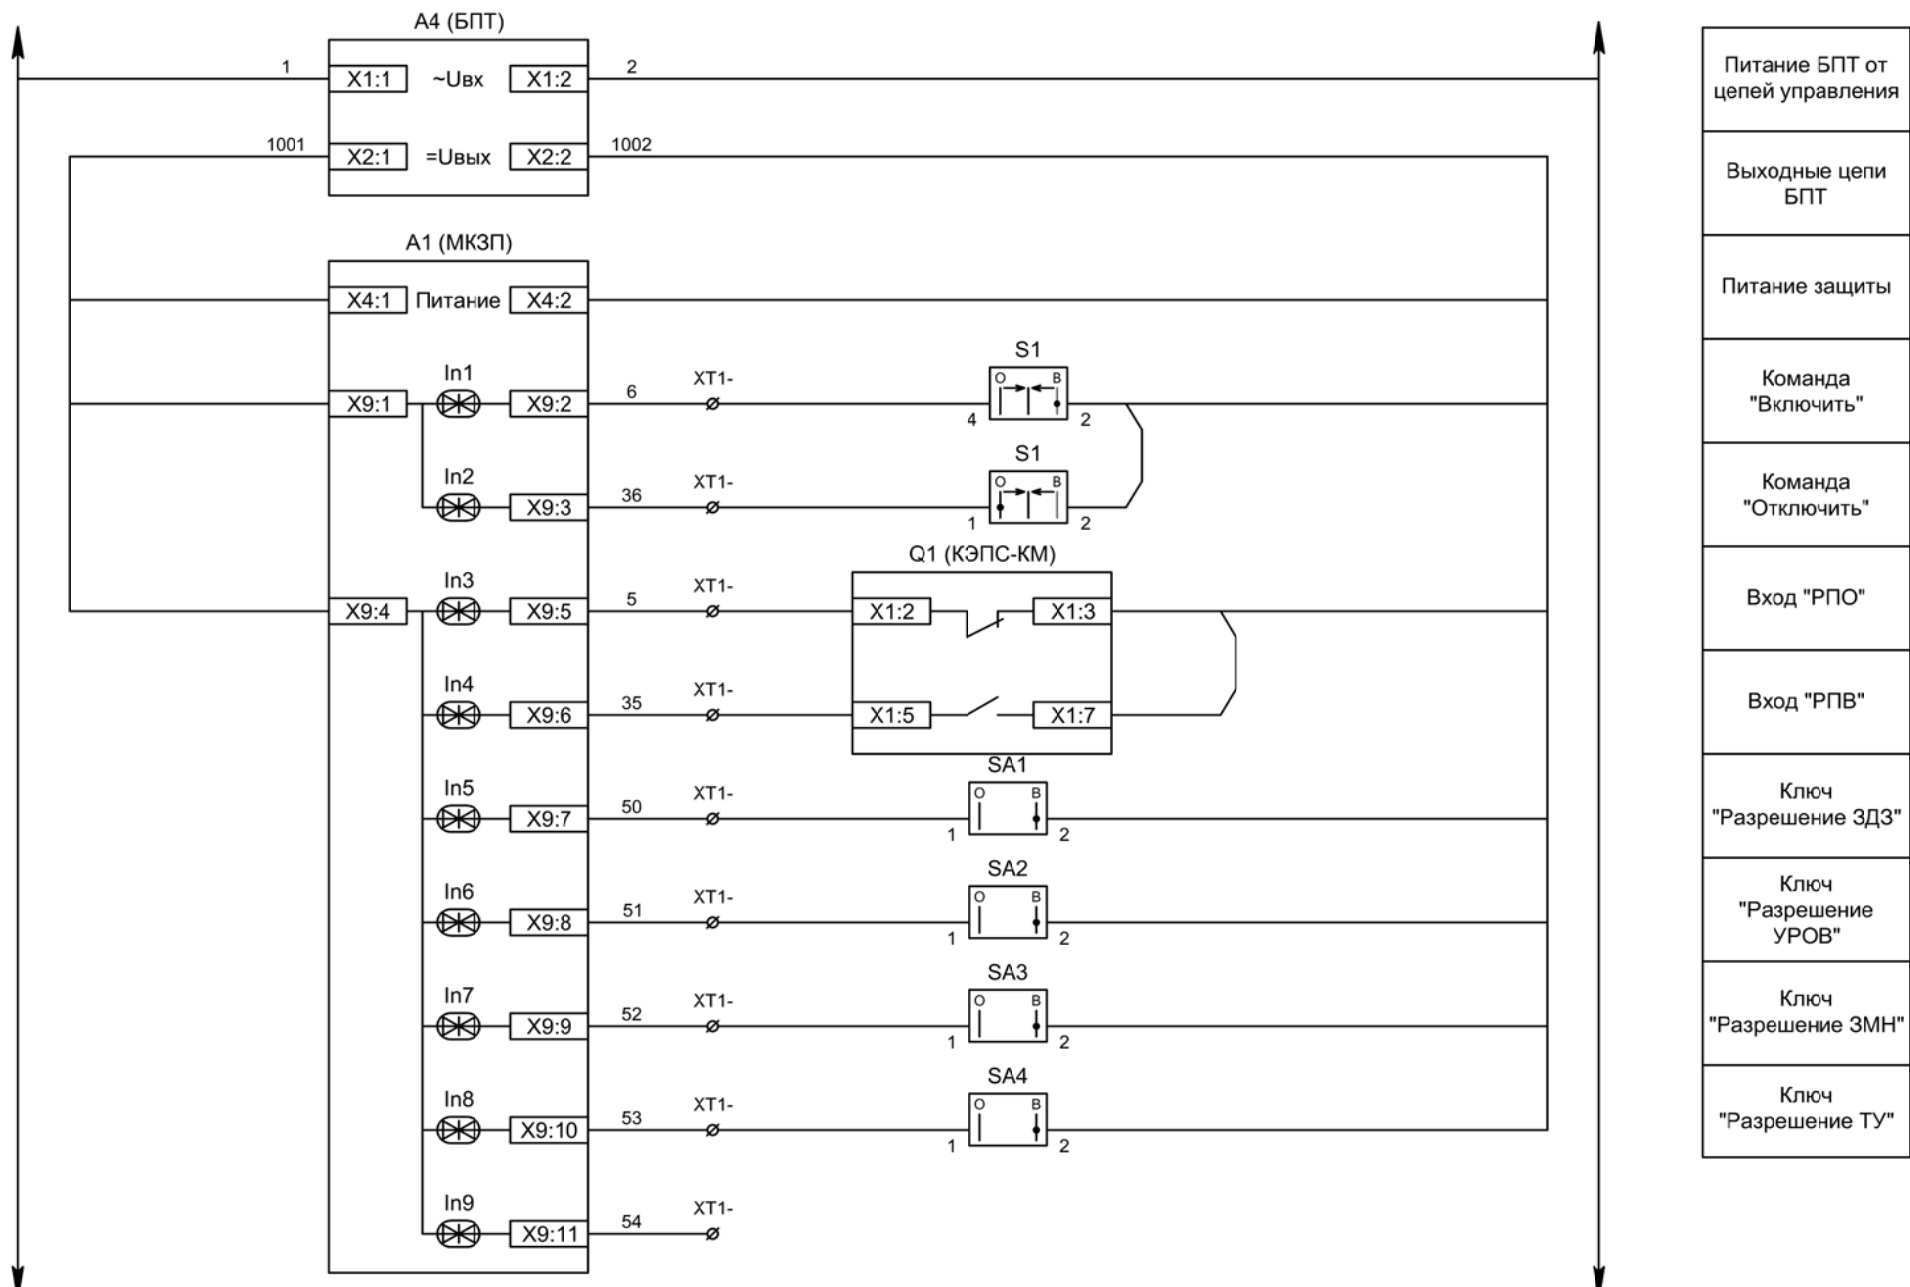 A4 (БПТ)
1 X1:1 ~Uвх X1:2 2
1001 X2:1 =Uвых X2:2 1002
A1 (МКЗП)
X4:1 Питание X4:2
In1
X9:1 X9:2 6 XT1-
S1
О В
4 2
In2
X9:3 36 XT1-
S1
О В
1 2
Q1 (КЭПС-КМ)
In3
X9:4 X9:5 5 XT1- X1:2 X1:3
In4
X9:6 35 XT1- X1:5 X1:7
In5
X9:7 50 XT1-
SA1
О В
1 2
In6
X9:8 51 XT1-
SA2
О В
1 2
In7
X9:9 52 XT1-
SA3
О В
1 2
In8
X9:10 53 XT1-
SA4
О В
1 2
In9
X9:11 54 XT1-
Питание БПТ от
цепей управления
Выходные цепи
БПТ
Питание защиты
Команда
"Включить"
Команда
"Отключить"
Вход "РПО"
Вход "РПВ"
Ключ
"Разрешение ЗДЗ"
Ключ
"Разрешение
УРОВ"
Ключ
"Разрешение ЗМН"
Ключ
"Разрешение ТУ"